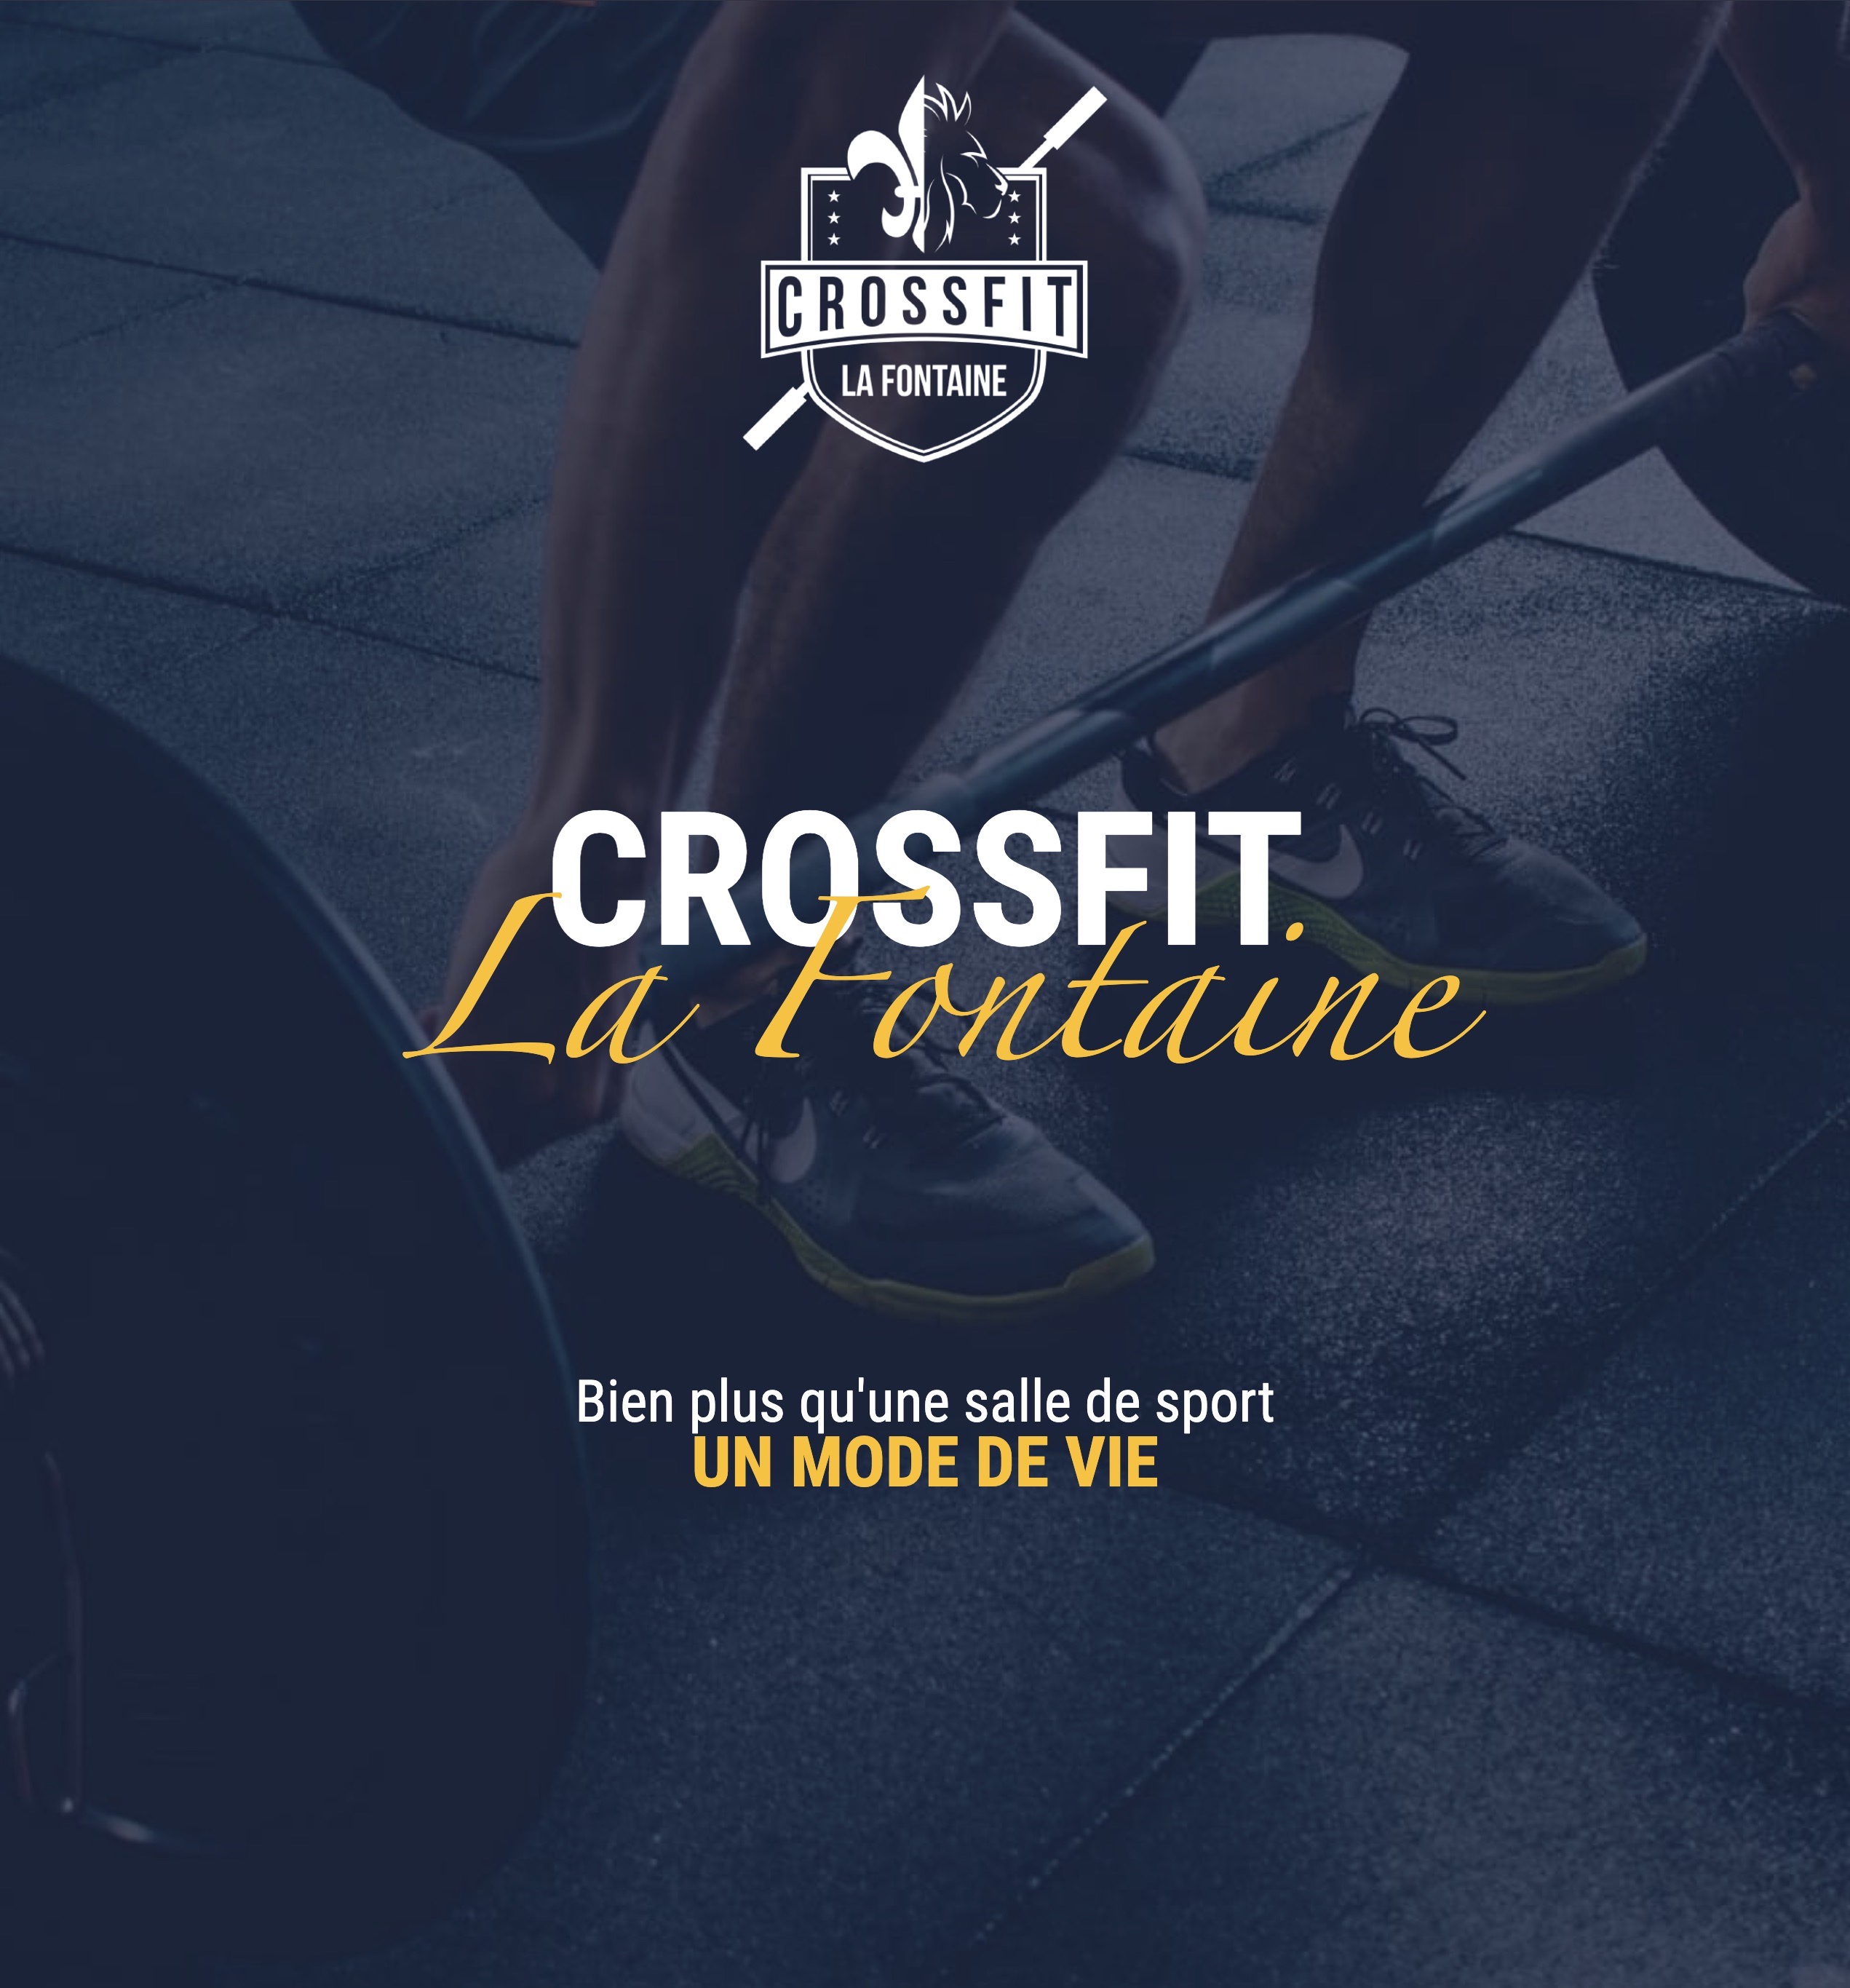 CROSSFIT
LA FONTAINE
CROSSFIT
La Fontaine
Bien plus qu'une salle de sport
UN MODE DE VIE